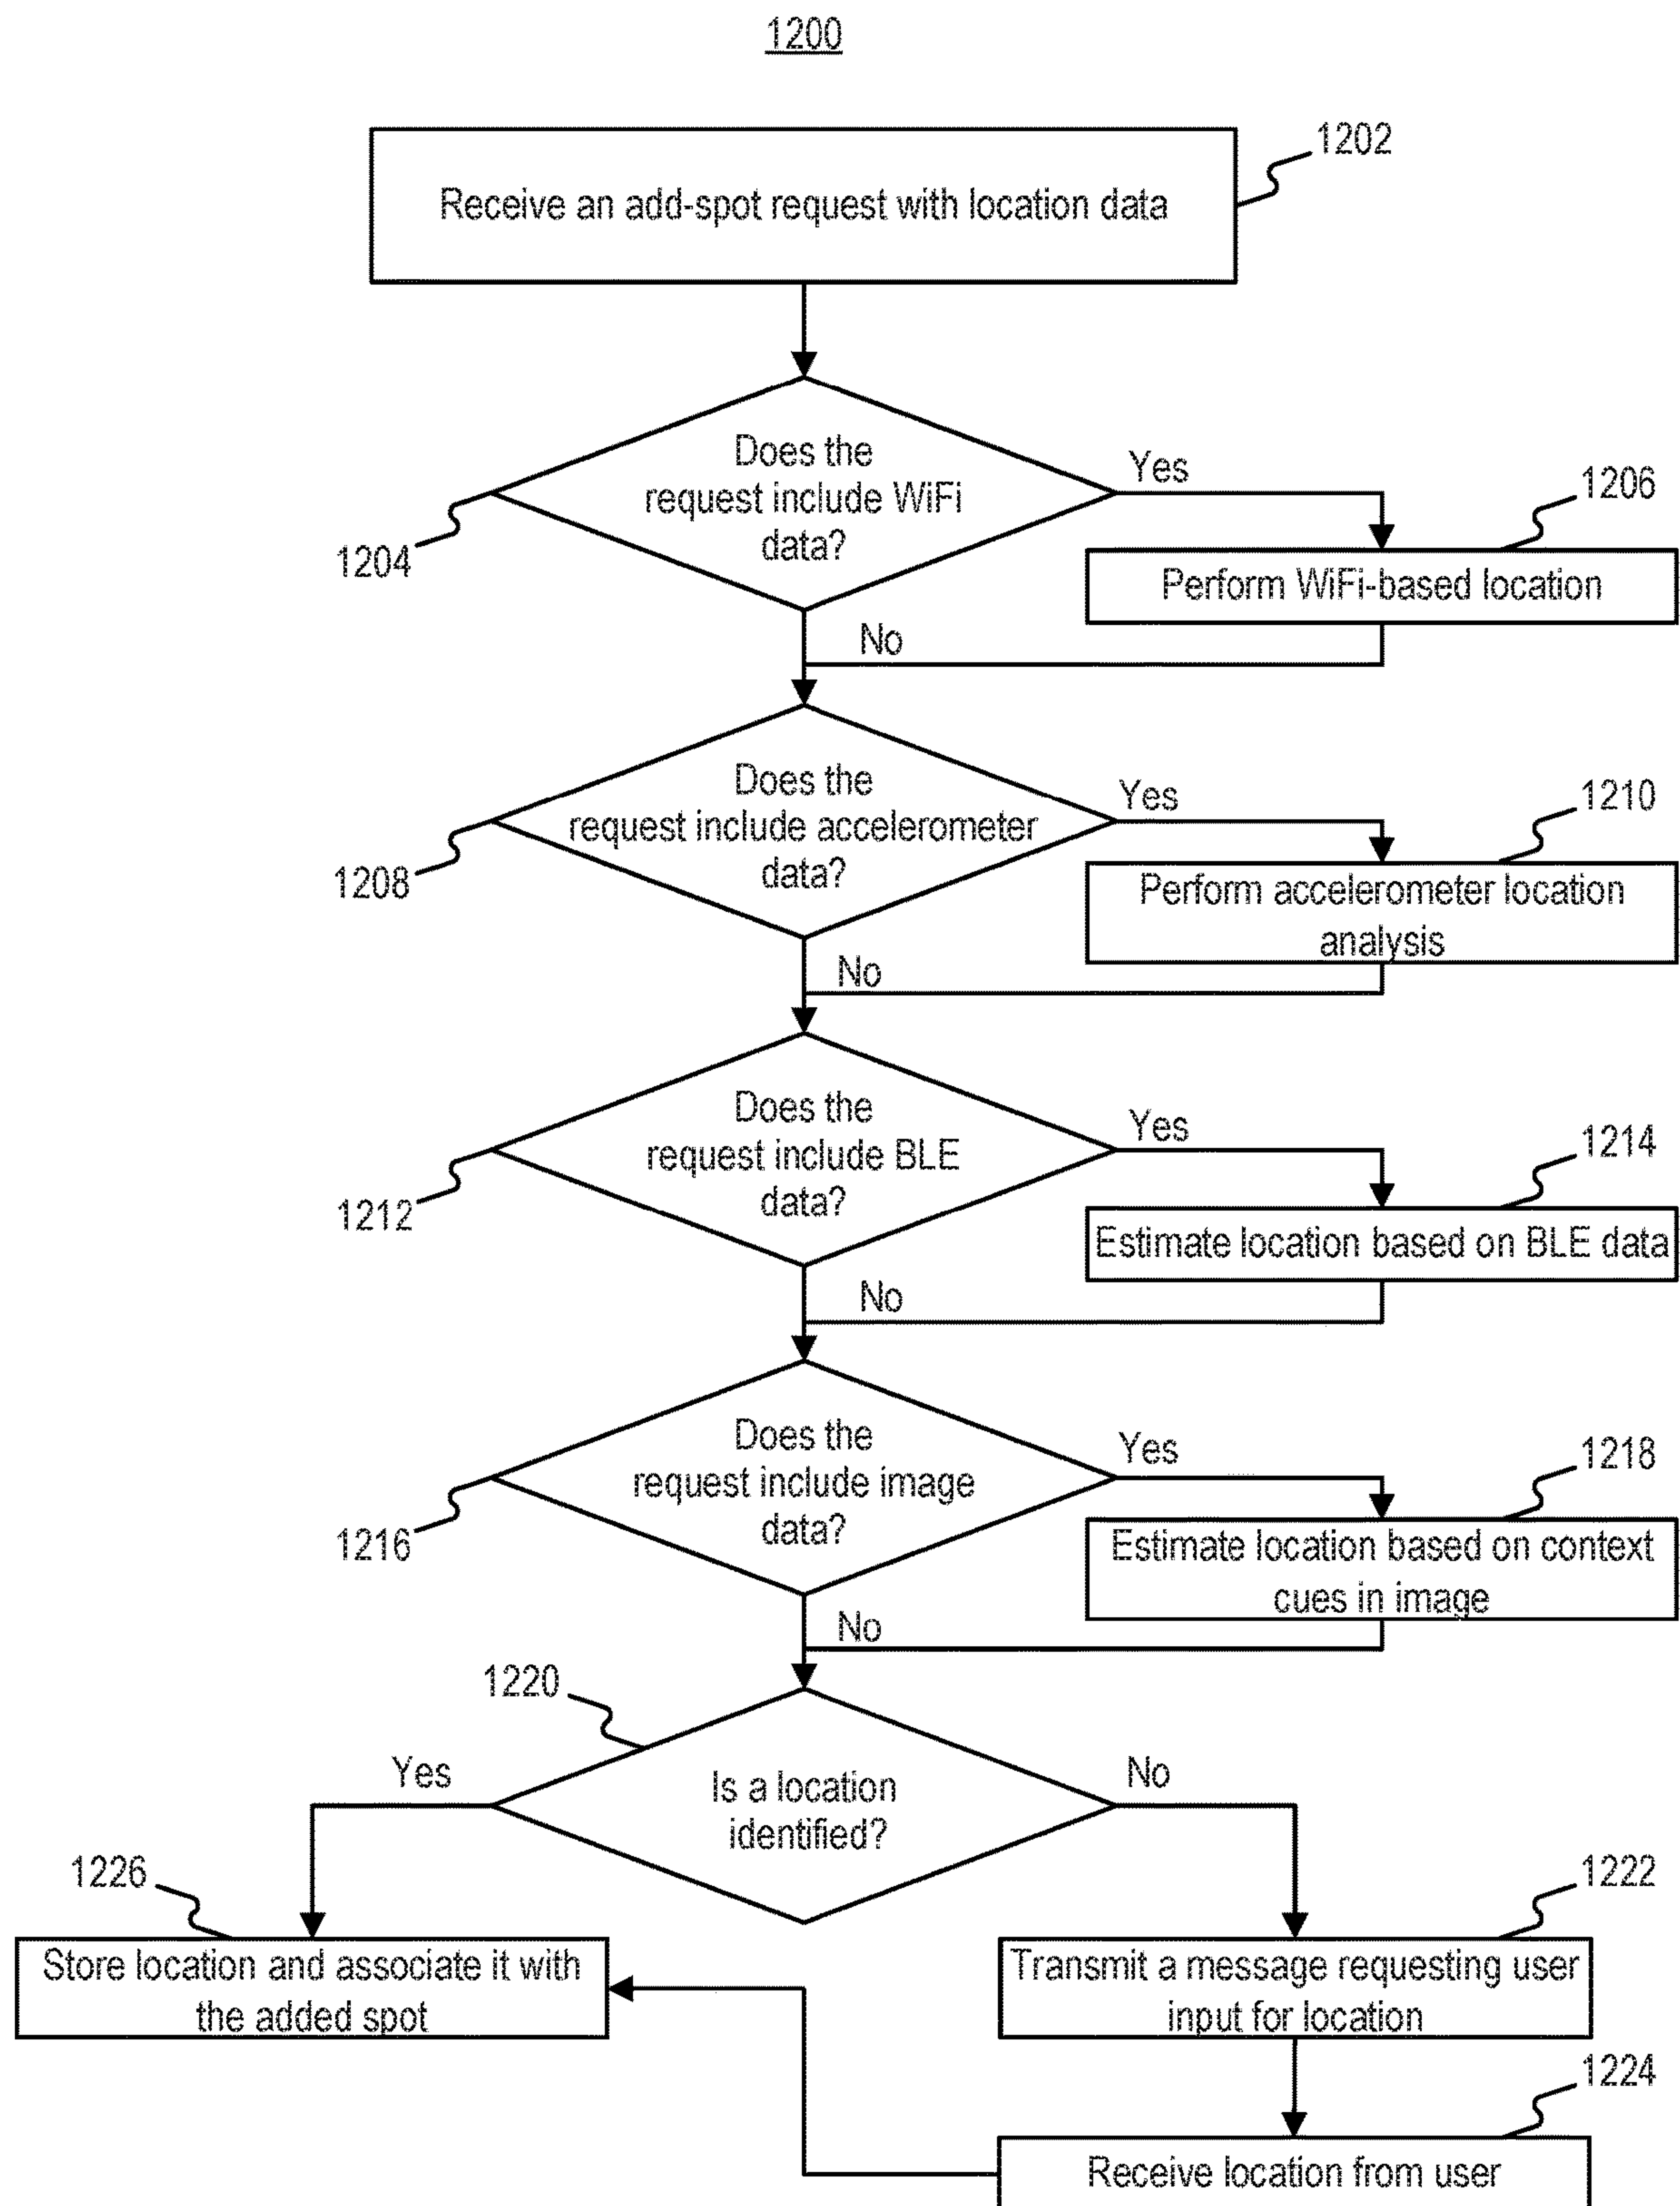 1200
1202
Receive an add-spot request with location data
Does the
request include WiFi
data?
Yes
1204
1206
Perform WiFi-based location
No
Does the
request include accelerometer
data?
Yes
1208
1210
Perform accelerometer location
analysis
No
Does the
request include BLE
data?
Yes
1212
1214
Estimate location based on BLE data
No
Does the
request include image
data?
Yes
1216
1218
Estimate location based on context
cues in image
No
1220
Is a location
identified?
Yes
No
1226
Store location and associate it with
the added spot
1222
Transmit a message requesting user
input for location
1224
Receive location from user